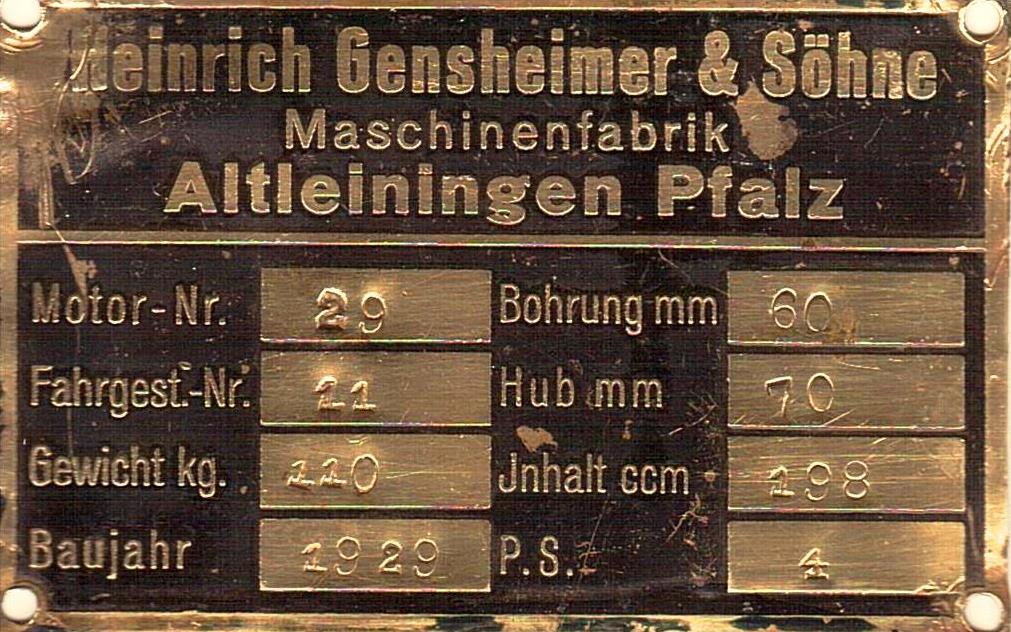 Heinrich Gensheimer & Söhne
Maschinenfabrik
Altleiningen Pfalz
Motor-Nr. 29 Bohrung mm 60
Fahrgest.-Nr. 11 Hub mm 70
Gewicht kg. 110 Jnhalt ccm 198
Baujahr 1929 P.S. 4